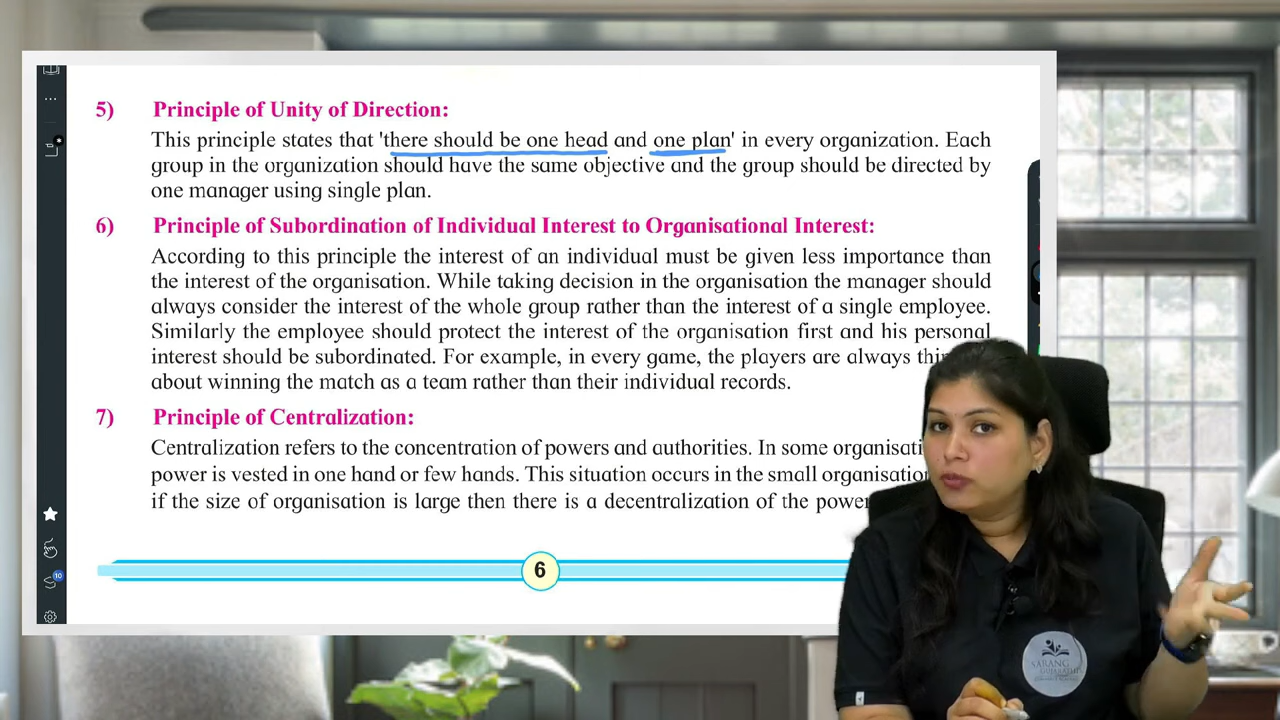 5) Principle of Unity of Direction:
This principle states that 'there should be one head and one plan' in every organization. Each
group in the organization should have the same objective and the group should be directed by
one manager using single plan.
6) Principle of Subordination of Individual Interest to Organisational Interest:
According to this principle the interest of an individual must be given less importance than
the interest of the organisation. While taking decision in the organisation the manager should
always consider the interest of the whole group rather than the interest of a single employee.
Similarly the employee should protect the interest of the organisation first and his personal
interest should be subordinated. For example, in every game, the players are always
about winning the match as a team rather than their individual records.
7) Principle of Centralization:
Centralization refers to the concentration of powers and authorities. In some
power is vested in one hand or few hands. This situation occurs in the small
if the size of organisation is large then there is a decentralization of the
6
10
SARANG